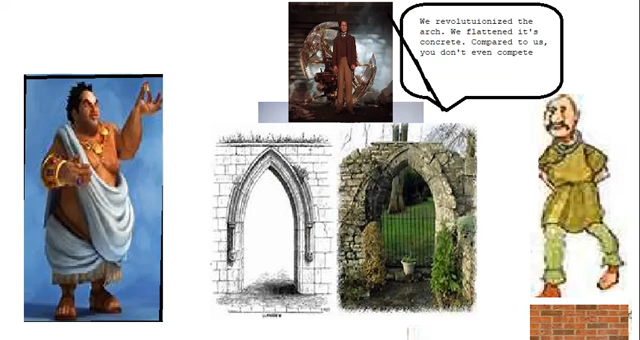 We revolutuionized the
arch. We flattened it's
concrete. Compared to us,
you don't even compete